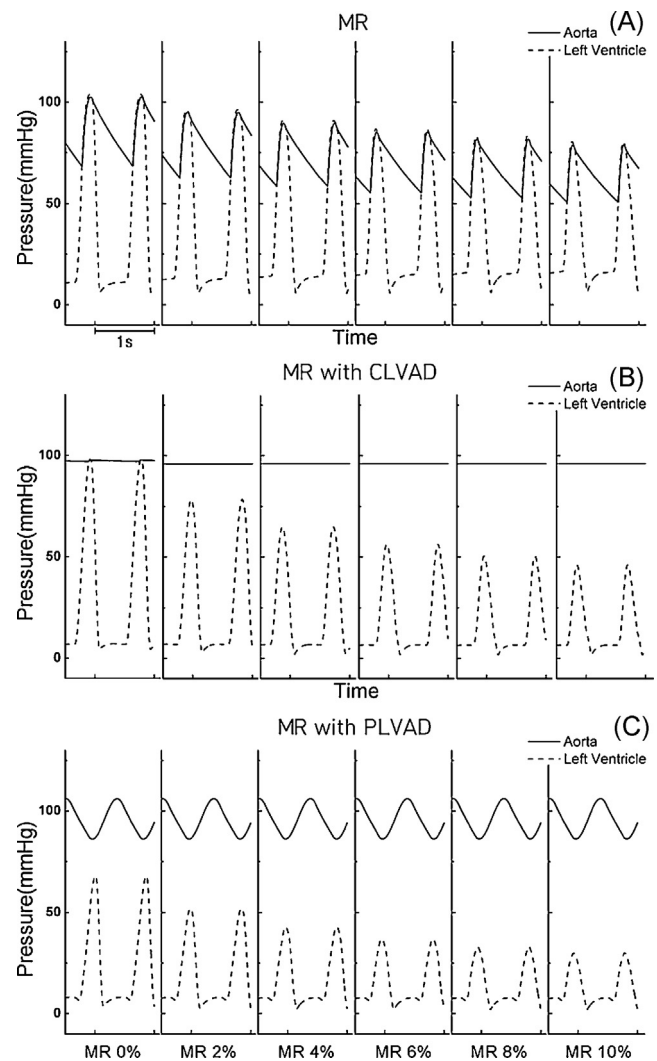 MR
(A)
Aorta
Left Ventricle
Pressure(mmHg)
100
50
0
1s
Time
MR with CLVAD
(B)
Aorta
Left Ventricle
Pressure(mmHg)
100
50
0
Time
MR with PLVAD
(C)
Aorta
Left Ventricle
Pressure(mmHg)
100
50
0
MR 0% MR 2% MR 4% MR 6% MR 8% MR 10%